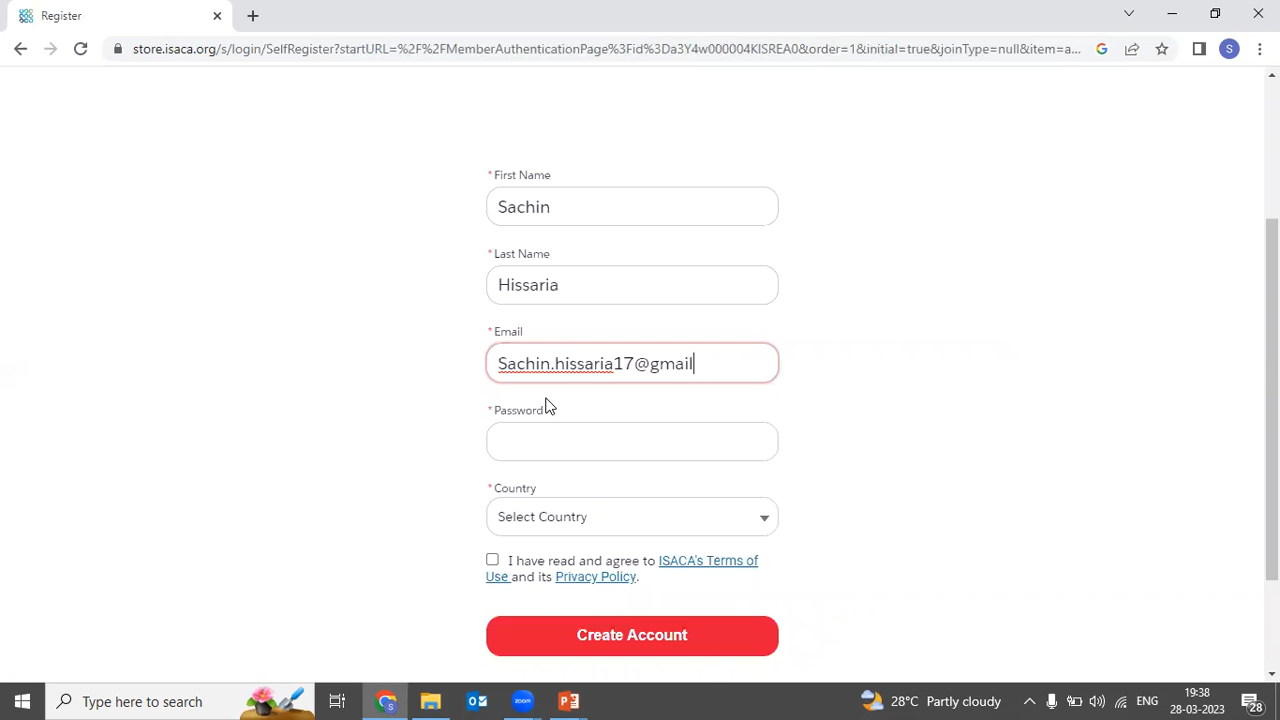 Register
store.isaca.org/s/login/SelfRegister?startURL=%2F%2FMemberAuthenticationPage%3Fid%3Da3Y4w000004KISREA0&order=1&initial=true&joinType=null&item=a...
S
*First Name
Sachin
*Last Name
Hissaria
*Email
Sachin.hissaria17@gmail
*Password
*Country
Select Country
I have read and agree to ISACA's Terms of
Use and its Privacy Policy.
Create Account
Type here to search
zoom
28°C Partly cloudy
ENG
19:38
28-03-2023
28